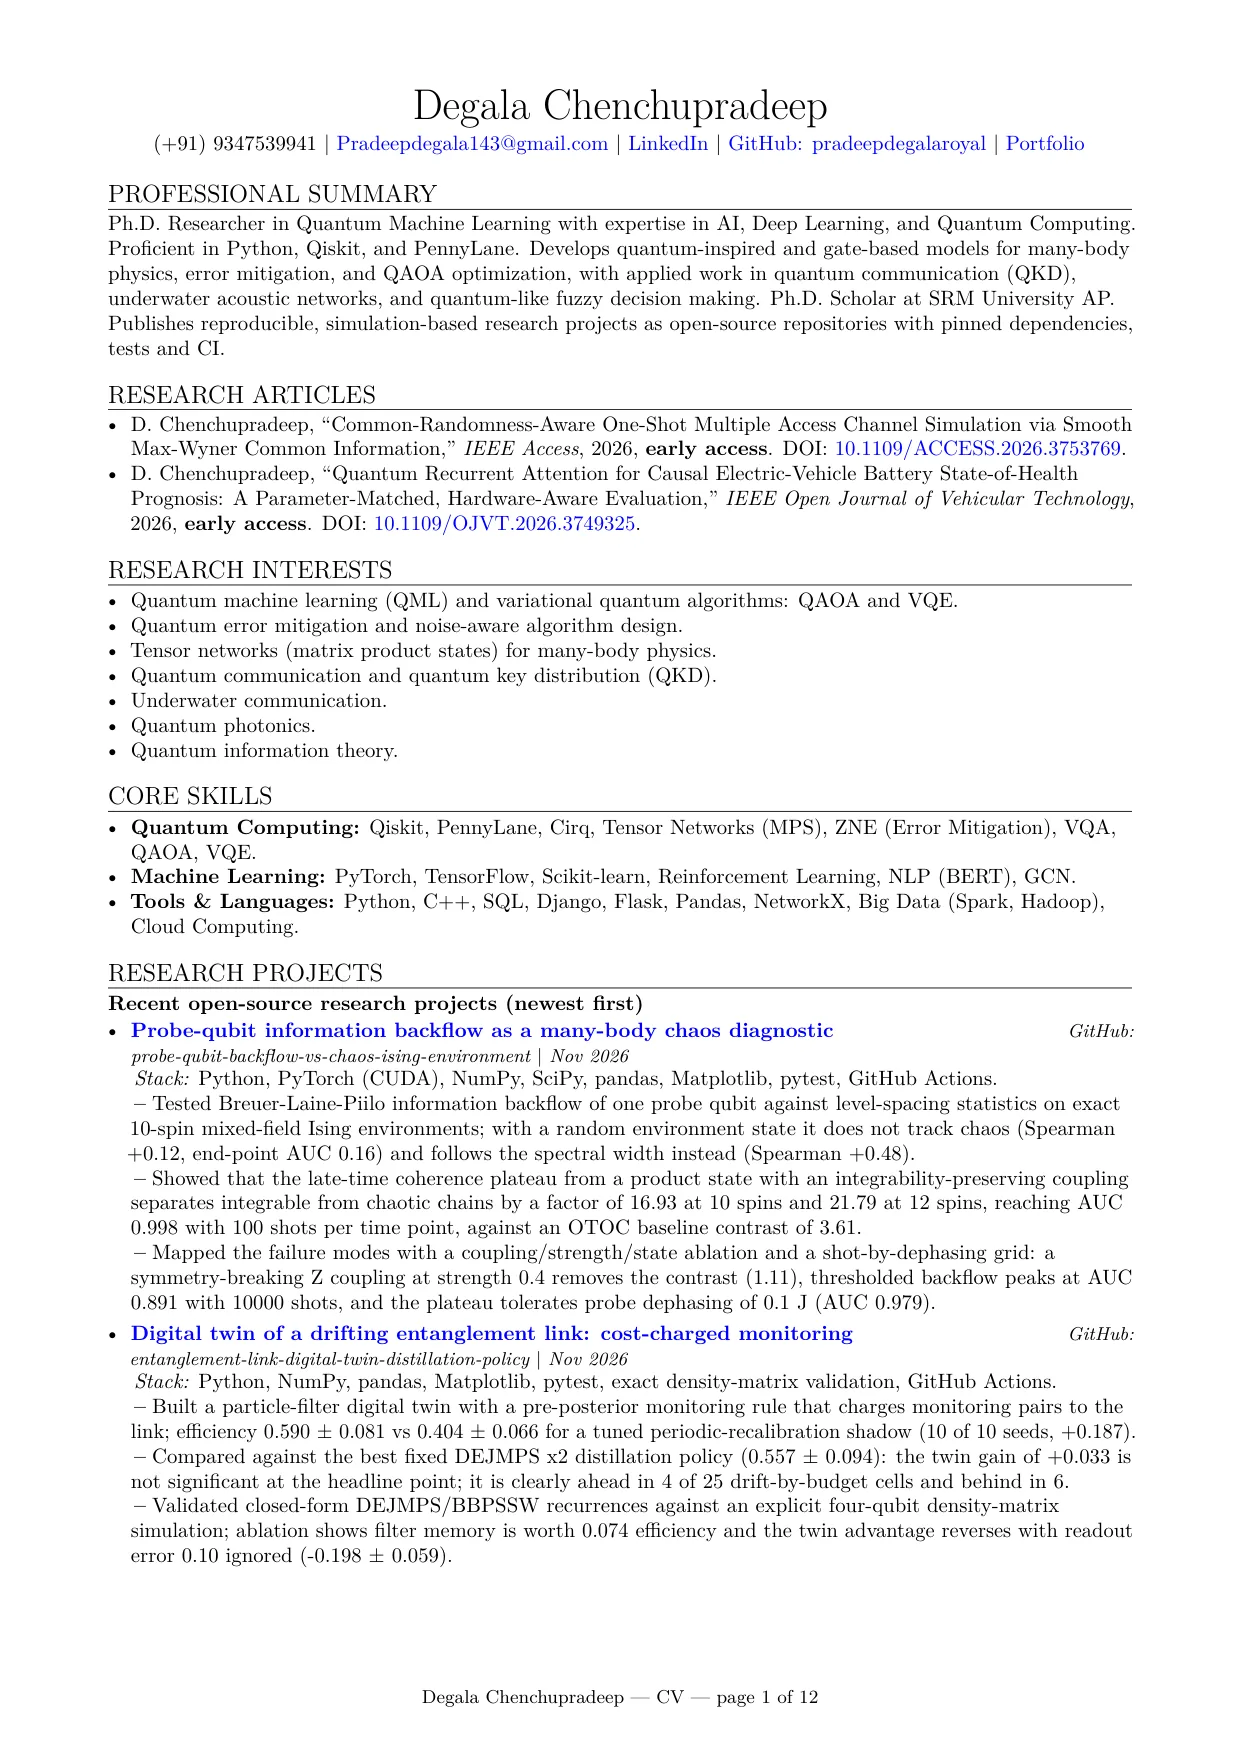 Degala Chenchupradeep
(+91) 9347539941 | Pradeepdegala143@gmail.com | LinkedIn | GitHub: pradeepdegalaroyal | Portfolio
PROFESSIONAL SUMMARY
Ph.D. Researcher in Quantum Machine Learning with expertise in AI, Deep Learning, and Quantum Computing.
Proficient in Python, Qiskit, and PennyLane. Develops quantum-inspired and gate-based models for many-body
physics, error mitigation, and QAOA optimization, with applied work in quantum communication (QKD),
underwater acoustic networks, and quantum-like fuzzy decision making. Ph.D. Scholar at SRM University AP.
Publishes reproducible, simulation-based research projects as open-source repositories with pinned dependencies,
tests and CI.
RESEARCH ARTICLES
• D. Chenchupradeep, “Common-Randomness-Aware One-Shot Multiple Access Channel Simulation via Smooth
Max-Wyner Common Information,” IEEE Access, 2026, early access. DOI: 10.1109/ACCESS.2026.3753769.
• D. Chenchupradeep, “Quantum Recurrent Attention for Causal Electric-Vehicle Battery State-of-Health
Prognosis: A Parameter-Matched, Hardware-Aware Evaluation,” IEEE Open Journal of Vehicular Technology,
2026, early access. DOI: 10.1109/OJVT.2026.3749325.
RESEARCH INTERESTS
• Quantum machine learning (QML) and variational quantum algorithms: QAOA and VQE.
• Quantum error mitigation and noise-aware algorithm design.
• Tensor networks (matrix product states) for many-body physics.
• Quantum communication and quantum key distribution (QKD).
• Underwater communication.
• Quantum photonics.
• Quantum information theory.
CORE SKILLS
• Quantum Computing: Qiskit, PennyLane, Cirq, Tensor Networks (MPS), ZNE (Error Mitigation), VQA,
QAOA, VQE.
• Machine Learning: PyTorch, TensorFlow, Scikit-learn, Reinforcement Learning, NLP (BERT), GCN.
• Tools & Languages: Python, C++, SQL, Django, Flask, Pandas, NetworkX, Big Data (Spark, Hadoop),
Cloud Computing.
RESEARCH PROJECTS
Recent open-source research projects (newest first)
• Probe-qubit information backflow as a many-body chaos diagnostic GitHub:
probe-qubit-backflow-vs-chaos-ising-environment | Nov 2026
Stack: Python, PyTorch (CUDA), NumPy, SciPy, pandas, Matplotlib, pytest, GitHub Actions.
– Tested Breuer-Laine-Piilo information backflow of one probe qubit against level-spacing statistics on exact
10-spin mixed-field Ising environments; with a random environment state it does not track chaos (Spearman
+0.12, end-point AUC 0.16) and follows the spectral width instead (Spearman +0.48).
– Showed that the late-time coherence plateau from a product state with an integrability-preserving coupling
separates integrable from chaotic chains by a factor of 16.93 at 10 spins and 21.79 at 12 spins, reaching AUC
0.998 with 100 shots per time point, against an OTOC baseline contrast of 3.61.
– Mapped the failure modes with a coupling/strength/state ablation and a shot-by-dephasing grid: a
symmetry-breaking Z coupling at strength 0.4 removes the contrast (1.11), thresholded backflow peaks at AUC
0.891 with 10000 shots, and the plateau tolerates probe dephasing of 0.1 J (AUC 0.979).
• Digital twin of a drifting entanglement link: cost-charged monitoring GitHub:
entanglement-link-digital-twin-distillation-policy | Nov 2026
Stack: Python, NumPy, pandas, Matplotlib, pytest, exact density-matrix validation, GitHub Actions.
– Built a particle-filter digital twin with a pre-posterior monitoring rule that charges monitoring pairs to the
link; efficiency 0.590 ± 0.081 vs 0.404 ± 0.066 for a tuned periodic-recalibration shadow (10 of 10 seeds, +0.187).
– Compared against the best fixed DEJMPS x2 distillation policy (0.557 ± 0.094): the twin gain of +0.033 is
not significant at the headline point; it is clearly ahead in 4 of 25 drift-by-budget cells and behind in 6.
– Validated closed-form DEJMPS/BBPSSW recurrences against an explicit four-qubit density-matrix
simulation; ablation shows filter memory is worth 0.074 efficiency and the twin advantage reverses with readout
error 0.10 ignored (-0.198 ± 0.059).
Degala Chenchupradeep — CV — page 1 of 12